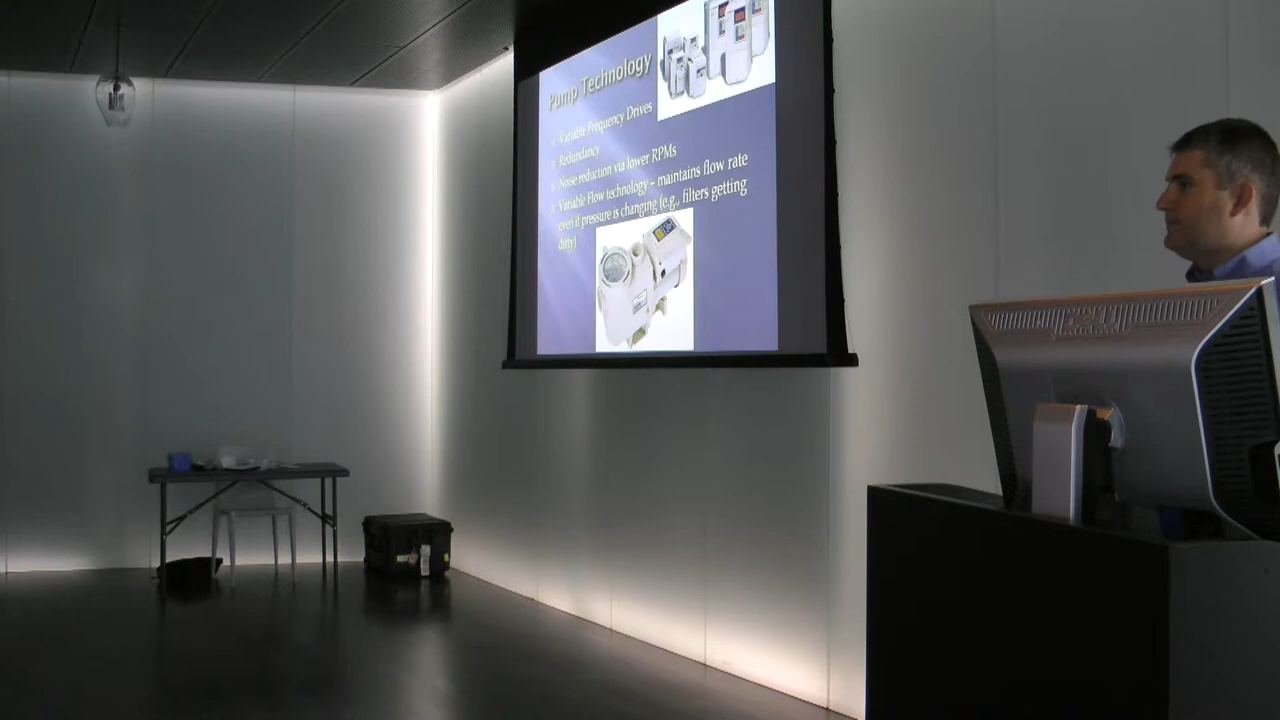 Pump Technology
Variable Frequency Drives
Redundancy
Noise reduction via lower RPMs
Variable Flow technology – maintains flow rate
even if pressure is changing (e.g., filters getting
dirty)